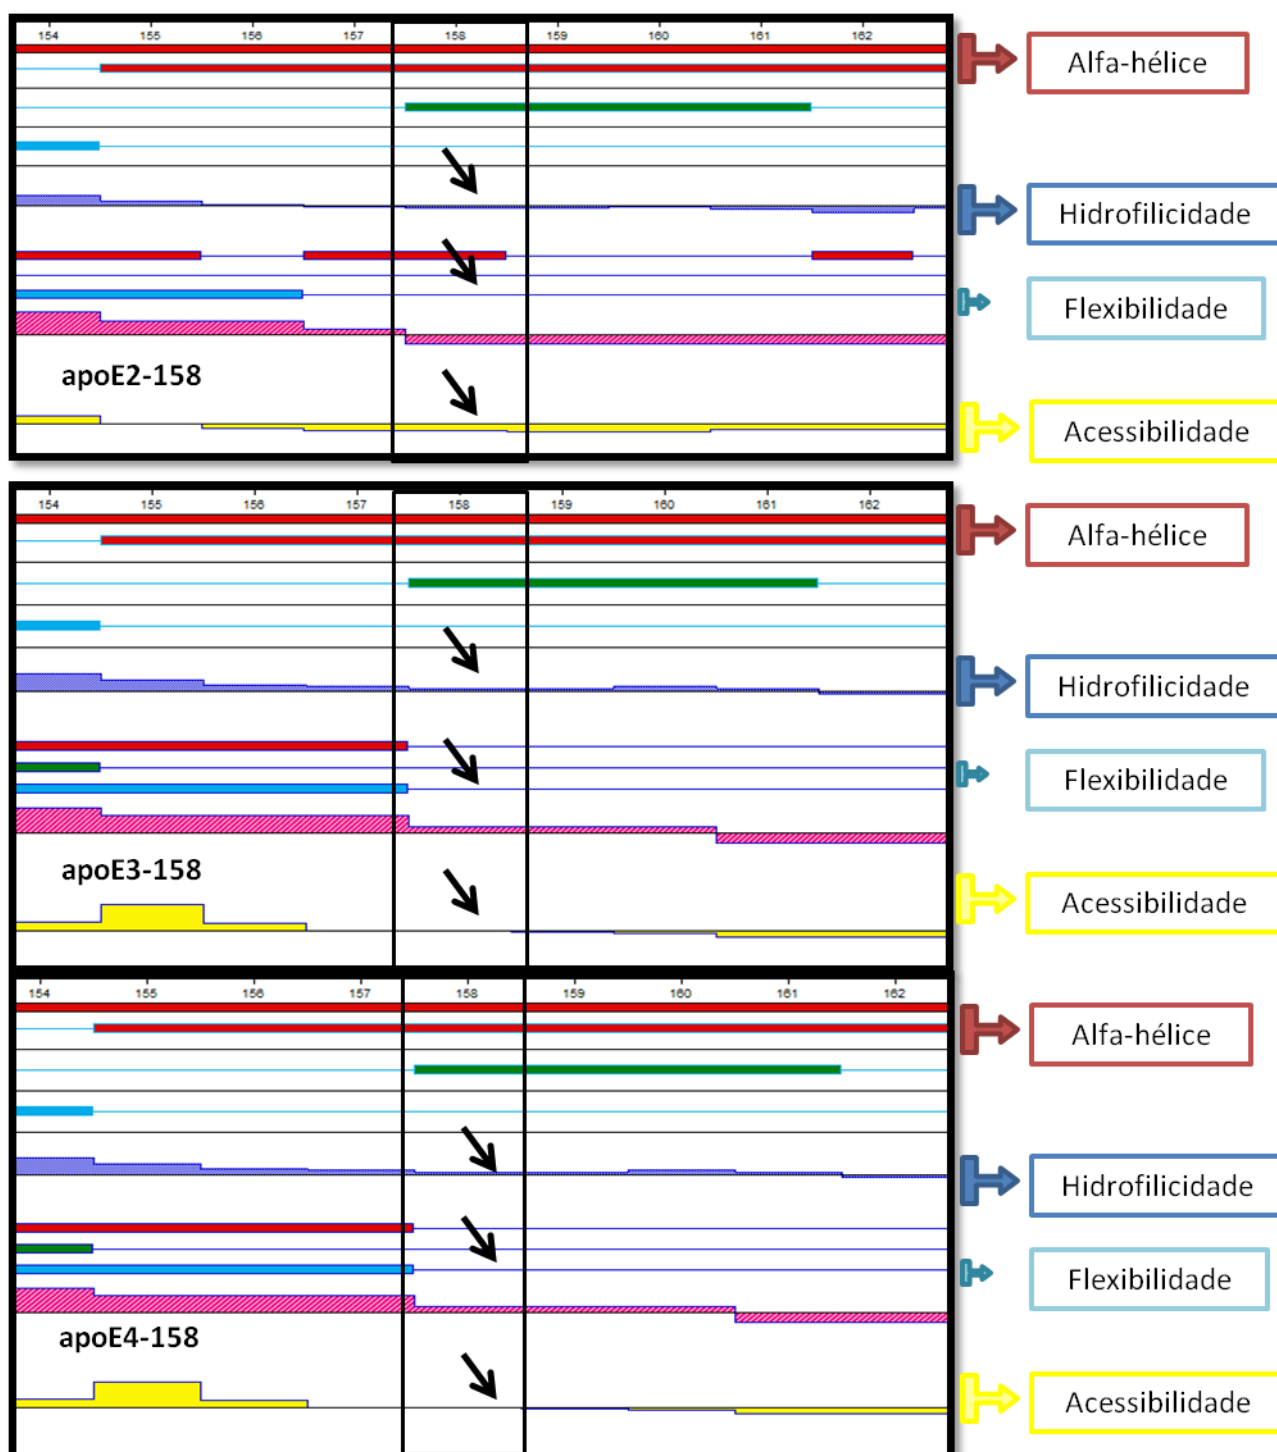 154 155 156 157 158 159 160 161 162
Alfa-hélice
Hidrofilicidade
Flexibilidade
apoE2-158
Acessibilidade
154 155 156 157 158 159 160 161 162
Alfa-hélice
Hidrofilicidade
Flexibilidade
apoE3-158
Acessibilidade
154 155 156 157 158 159 160 161 162
Alfa-hélice
Hidrofilicidade
Flexibilidade
apoE4-158
Acessibilidade